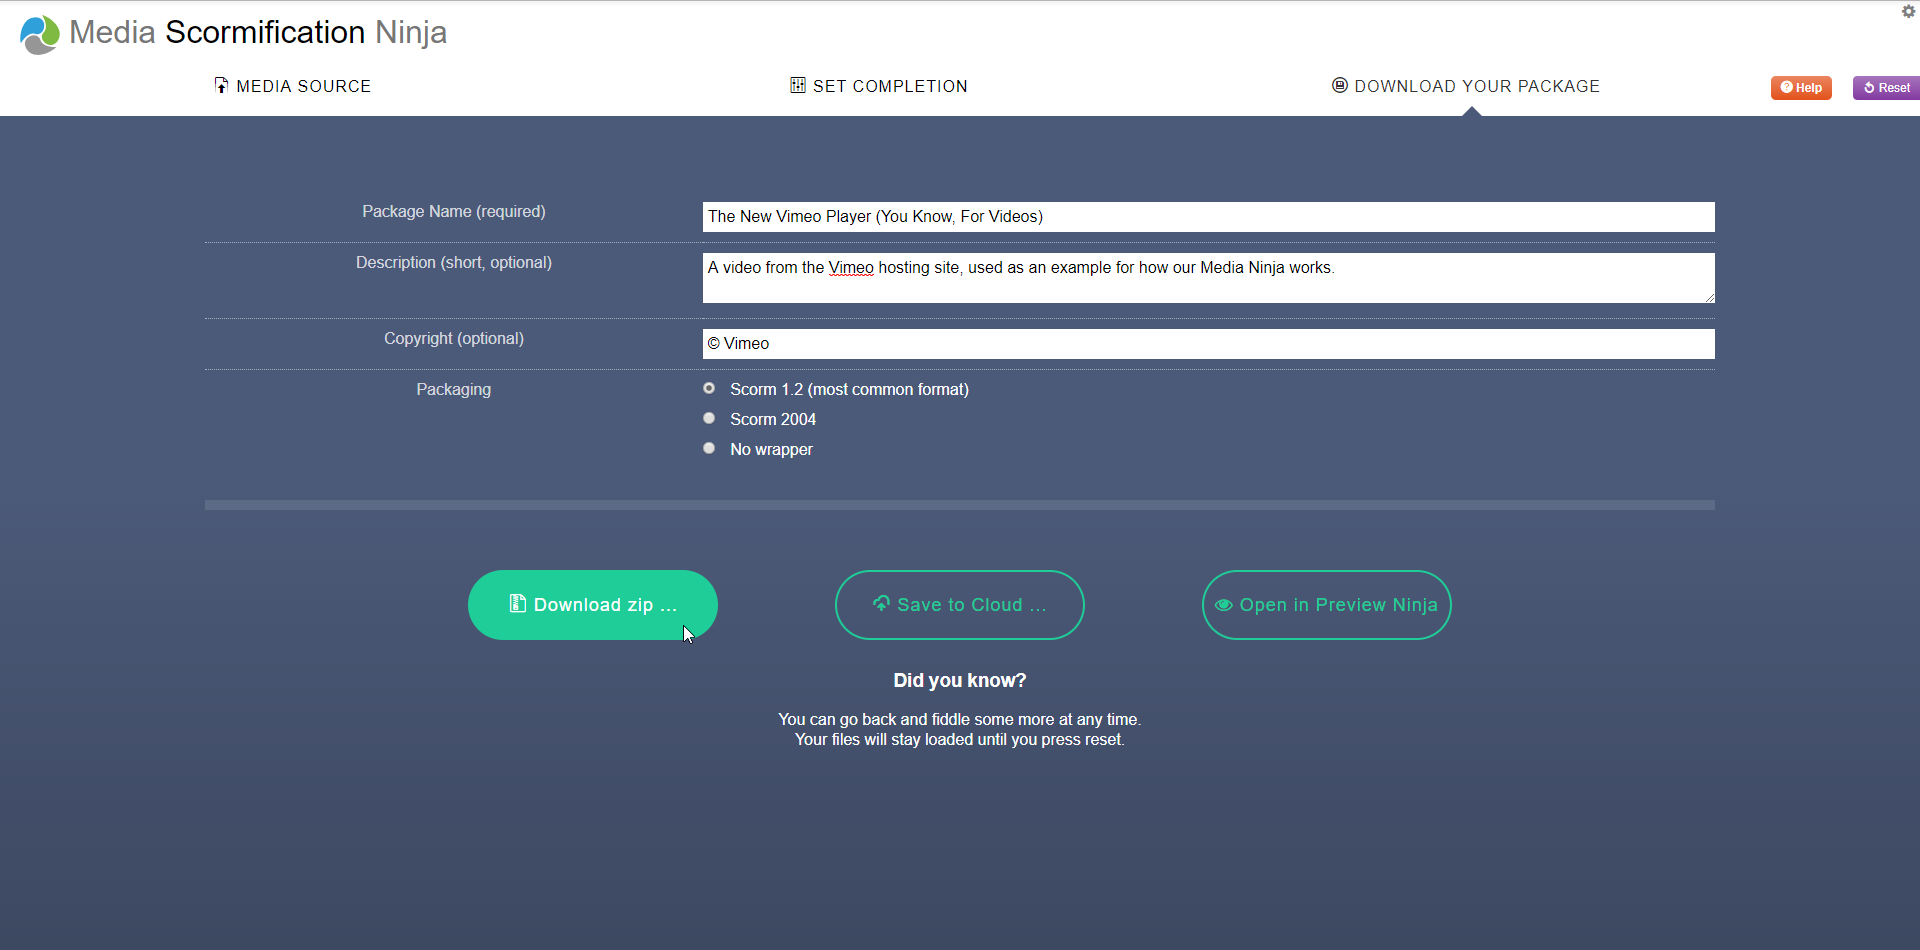 Media Scormification Ninja
MEDIA SOURCE
SET COMPLETION
DOWNLOAD YOUR PACKAGE
Help
Reset
Package Name (required)
The New Vimeo Player (You Know, For Videos)
Description (short, optional)
A video from the Vimeo hosting site, used as an example for how our Media Ninja works.
Copyright (optional)
© Vimeo
Packaging
Scorm 1.2 (most common format)
Scorm 2004
No wrapper
Download zip ...
Save to Cloud ...
Open in Preview Ninja
Did you know?
You can go back and fiddle some more at any time.
Your files will stay loaded until you press reset.